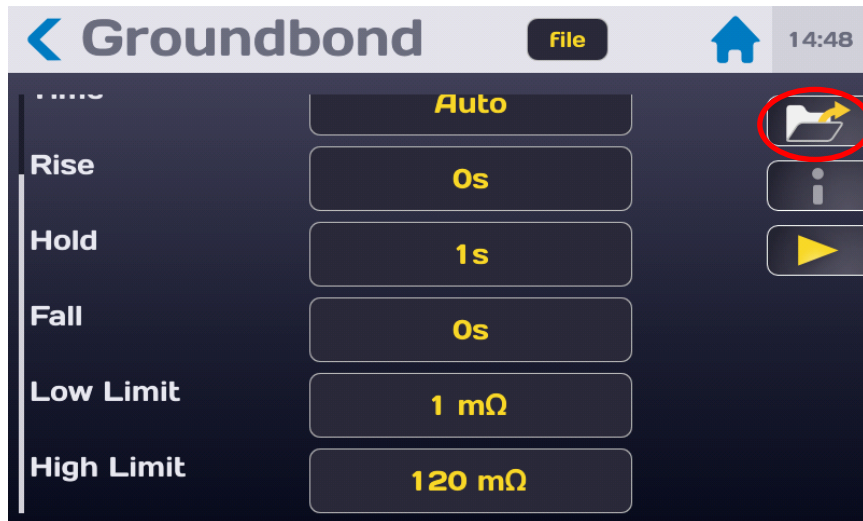 Groundbond
File
14:48
Time Auto
Rise 0s
Hold 1s
Fall 0s
Low Limit 1 mΩ
High Limit 120 mΩ